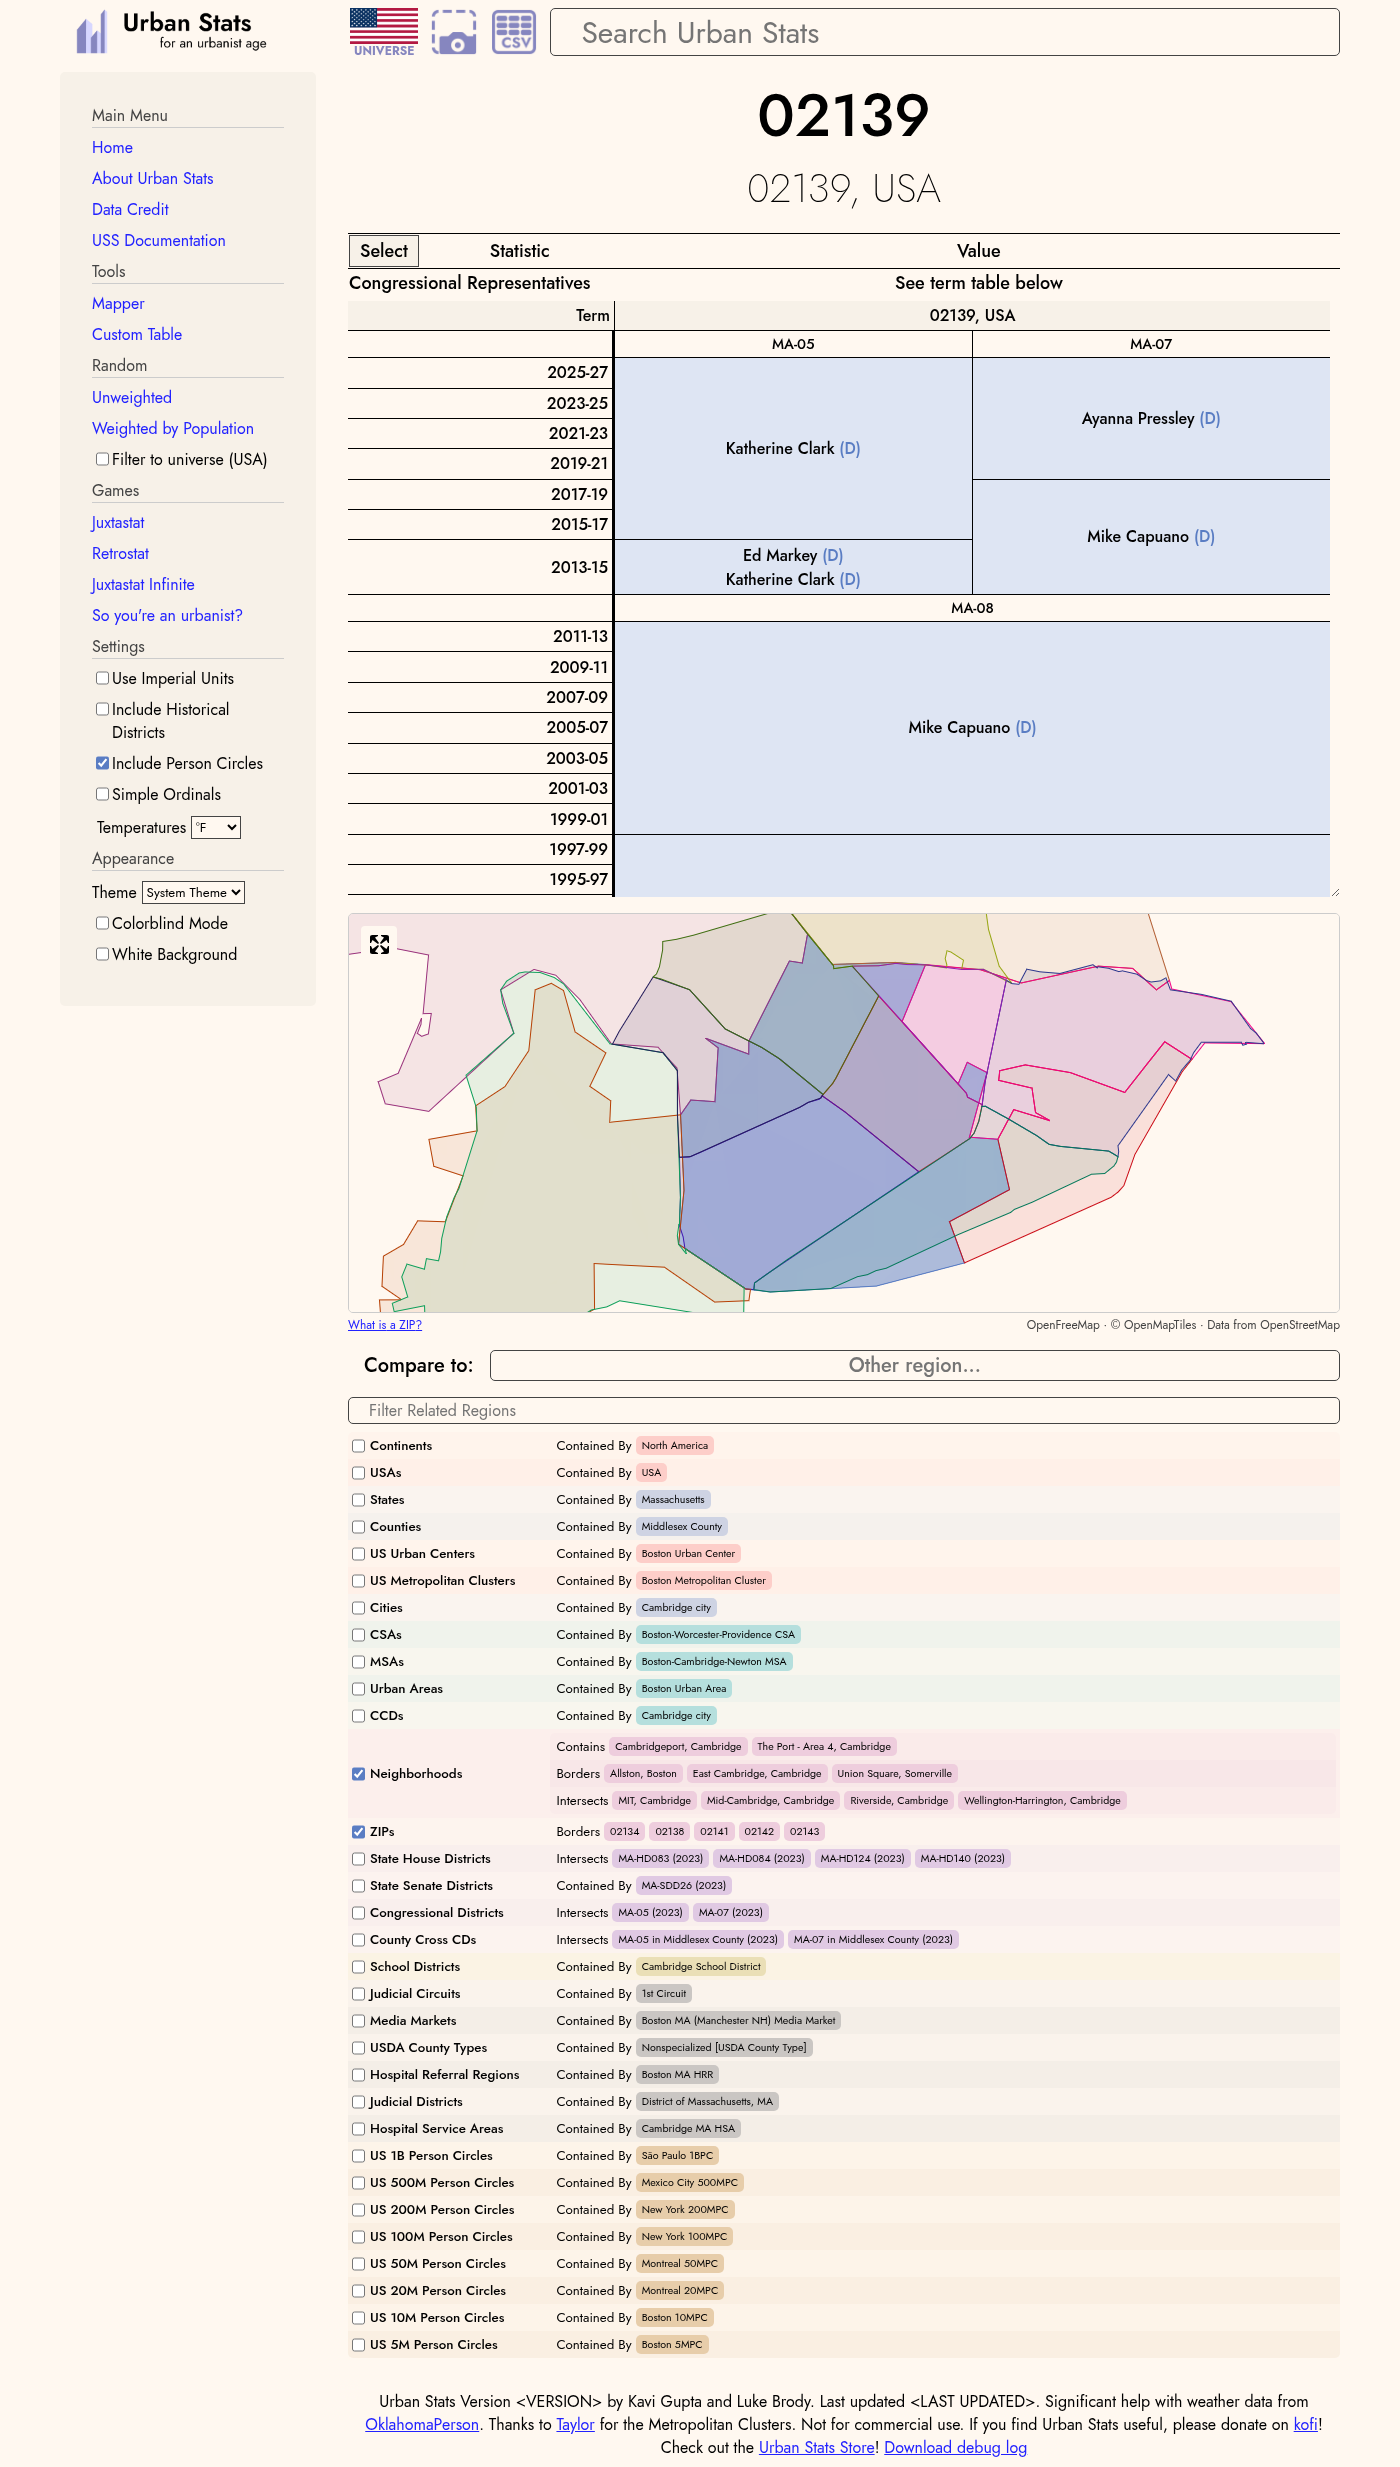 Urban Stats
for an urbanist age
UNIVERSE
CSV
Search Urban Stats
Main Menu
Home
About Urban Stats
Data Credit
USS Documentation
Tools
Mapper
Custom Table
Random
Unweighted
Weighted by Population
Filter to universe (USA)
Games
Juxtastat
Retrostat
Juxtastat Infinite
So you're an urbanist?
Settings
Use Imperial Units
Include Historical
Districts
Include Person Circles
Simple Ordinals
Temperatures °F
Appearance
Theme System Theme
Colorblind Mode
White Background
02139
02139, USA
Select Statistic Value
Congressional Representatives See term table below
Term 02139, USA
MA-05 MA-07
2025-27
2023-25
Ayanna Pressley (D)
2021-23
Katherine Clark (D)
2019-21
2017-19
2015-17
Mike Capuano (D)
2013-15
Ed Markey (D)
Katherine Clark (D)
MA-08
2011-13
2009-11
2007-09
2005-07
Mike Capuano (D)
2003-05
2001-03
1999-01
1997-99
1995-97
What is a ZIP?
OpenFreeMap · © OpenMapTiles · Data from OpenStreetMap
Compare to: Other region...
Filter Related Regions
Continents Contained By North America
USAs Contained By USA
States Contained By Massachusetts
Counties Contained By Middlesex County
US Urban Centers Contained By Boston Urban Center
US Metropolitan Clusters Contained By Boston Metropolitan Cluster
Cities Contained By Cambridge city
CSAs Contained By Boston-Worcester-Providence CSA
MSAs Contained By Boston-Cambridge-Newton MSA
Urban Areas Contained By Boston Urban Area
CCDs Contained By Cambridge city
Neighborhoods
Contains Cambridgeport, Cambridge The Port - Area 4, Cambridge
Borders Allston, Boston East Cambridge, Cambridge Union Square, Somerville
Intersects MIT, Cambridge Mid-Cambridge, Cambridge Riverside, Cambridge Wellington-Harrington, Cambridge
ZIPs Borders 02134 02138 02141 02142 02143
State House Districts Intersects MA-HD083 (2023) MA-HD084 (2023) MA-HD124 (2023) MA-HD140 (2023)
State Senate Districts Contained By MA-SDD26 (2023)
Congressional Districts Intersects MA-05 (2023) MA-07 (2023)
County Cross CDs Intersects MA-05 in Middlesex County (2023) MA-07 in Middlesex County (2023)
School Districts Contained By Cambridge School District
Judicial Circuits Contained By 1st Circuit
Media Markets Contained By Boston MA (Manchester NH) Media Market
USDA County Types Contained By Nonspecialized [USDA County Type]
Hospital Referral Regions Contained By Boston MA HRR
Judicial Districts Contained By District of Massachusetts, MA
Hospital Service Areas Contained By Cambridge MA HSA
US 1B Person Circles Contained By São Paulo 1BPC
US 500M Person Circles Contained By Mexico City 500MPC
US 200M Person Circles Contained By New York 200MPC
US 100M Person Circles Contained By New York 100MPC
US 50M Person Circles Contained By Montreal 50MPC
US 20M Person Circles Contained By Montreal 20MPC
US 10M Person Circles Contained By Boston 10MPC
US 5M Person Circles Contained By Boston 5MPC
Urban Stats Version <VERSION> by Kavi Gupta and Luke Brody. Last updated <LAST UPDATED>. Significant help with weather data from
OklahomaPerson. Thanks to Taylor for the Metropolitan Clusters. Not for commercial use. If you find Urban Stats useful, please donate on kofi!
Check out the Urban Stats Store! Download debug log